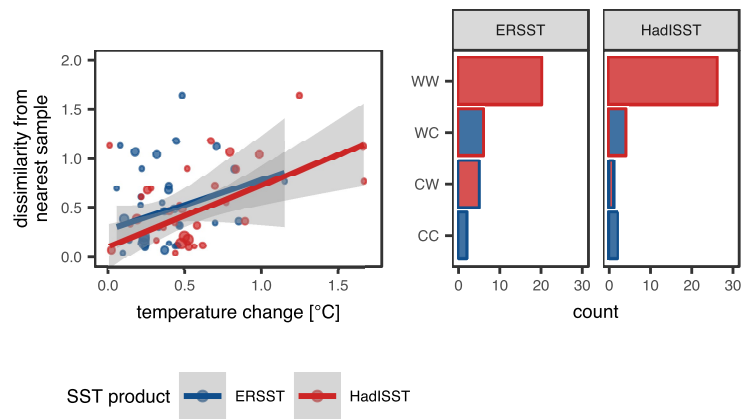 ERSST
HadISST
2.0
1.5
1.0
0.5
0.0
dissimilarity from
nearest sample
0.0
0.5
1.0
1.5
temperature change [°C]
WW
WC
CW
CC
0
10
20
30
0
10
20
30
count
SST product
ERSST
HadISST